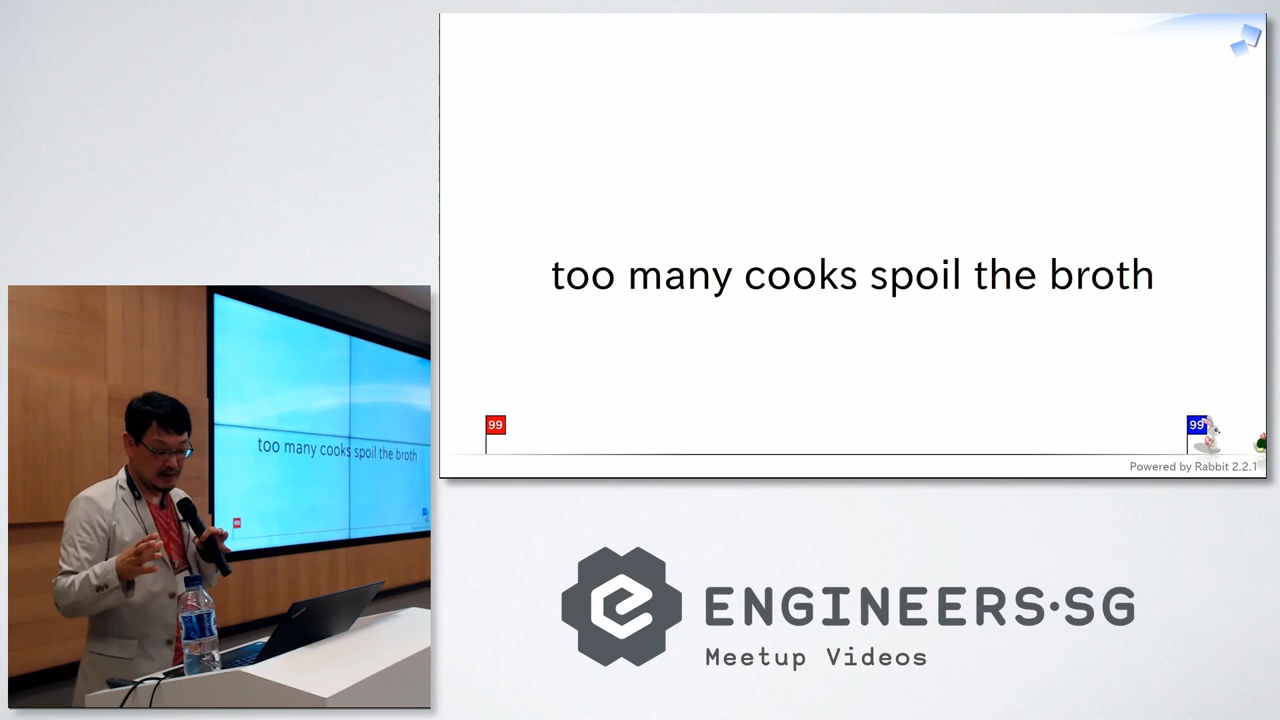 too many cooks spoil the broth
99
99
Powered by Rabbit 2.2.1
too many cooks spoil the broth
99
ENGINEERS·SG
Meetup Videos